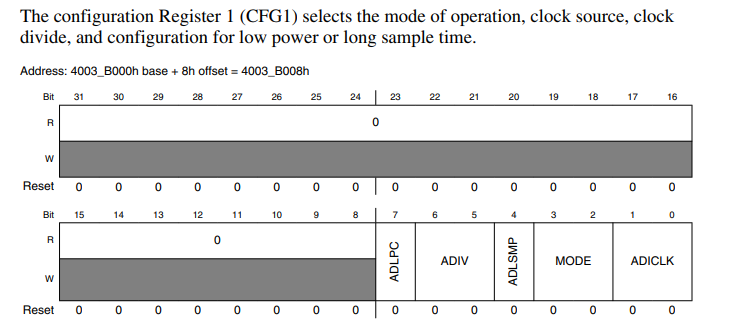 The configuration Register 1 (CFG1) selects the mode of operation, clock source, clock
divide, and configuration for low power or long sample time.
Address: 4003_B000h base + 8h offset = 4003_B008h
Bit 31 30 29 28 27 26 25 24 23 22 21 20 19 18 17 16
R 0
W
Reset 0 0 0 0 0 0 0 0 0 0 0 0 0 0 0 0
Bit 15 14 13 12 11 10 9 8 7 6 5 4 3 2 1 0
R 0 ADLPC ADIV ADLSMP MODE ADICLK
W
Reset 0 0 0 0 0 0 0 0 0 0 0 0 0 0 0 0